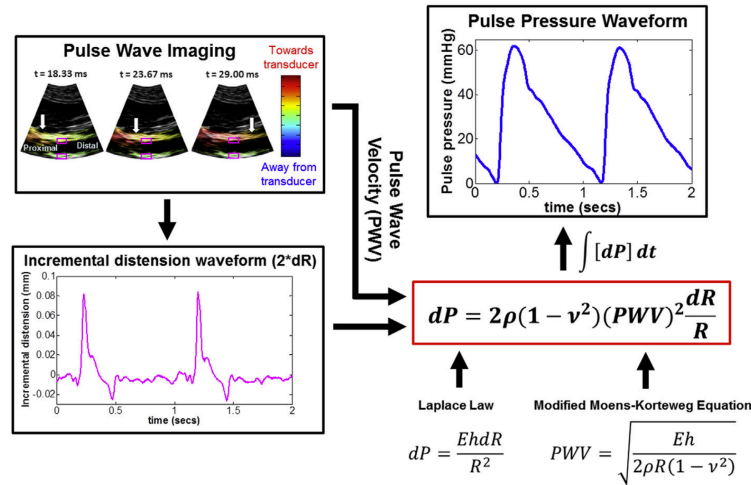 Pulse Wave Imaging
t = 18.33 ms
t = 23.67 ms
t = 29.00 ms
Towards
transducer
Proximal
Distal
Away from
transducer
Pulse Pressure Waveform
Pulse pressure (mmHg)
60
40
20
0
0
0.5
1
1.5
2
time (secs)
Pulse Wave
Velocity (PWV)
∫[dP] dt
Incremental distension waveform (2*dR)
Incremental distension (mm)
0.1
0.08
0.06
0.04
0.02
0
-0.02
0
0.5
1
1.5
2
time (secs)
dP = 2ρ(1 − ν²)(PWV)² dR/R
Laplace Law
dP = EhdR/R²
Modified Moens-Korteweg Equation
PWV = √(Eh/2ρR(1 − ν²))